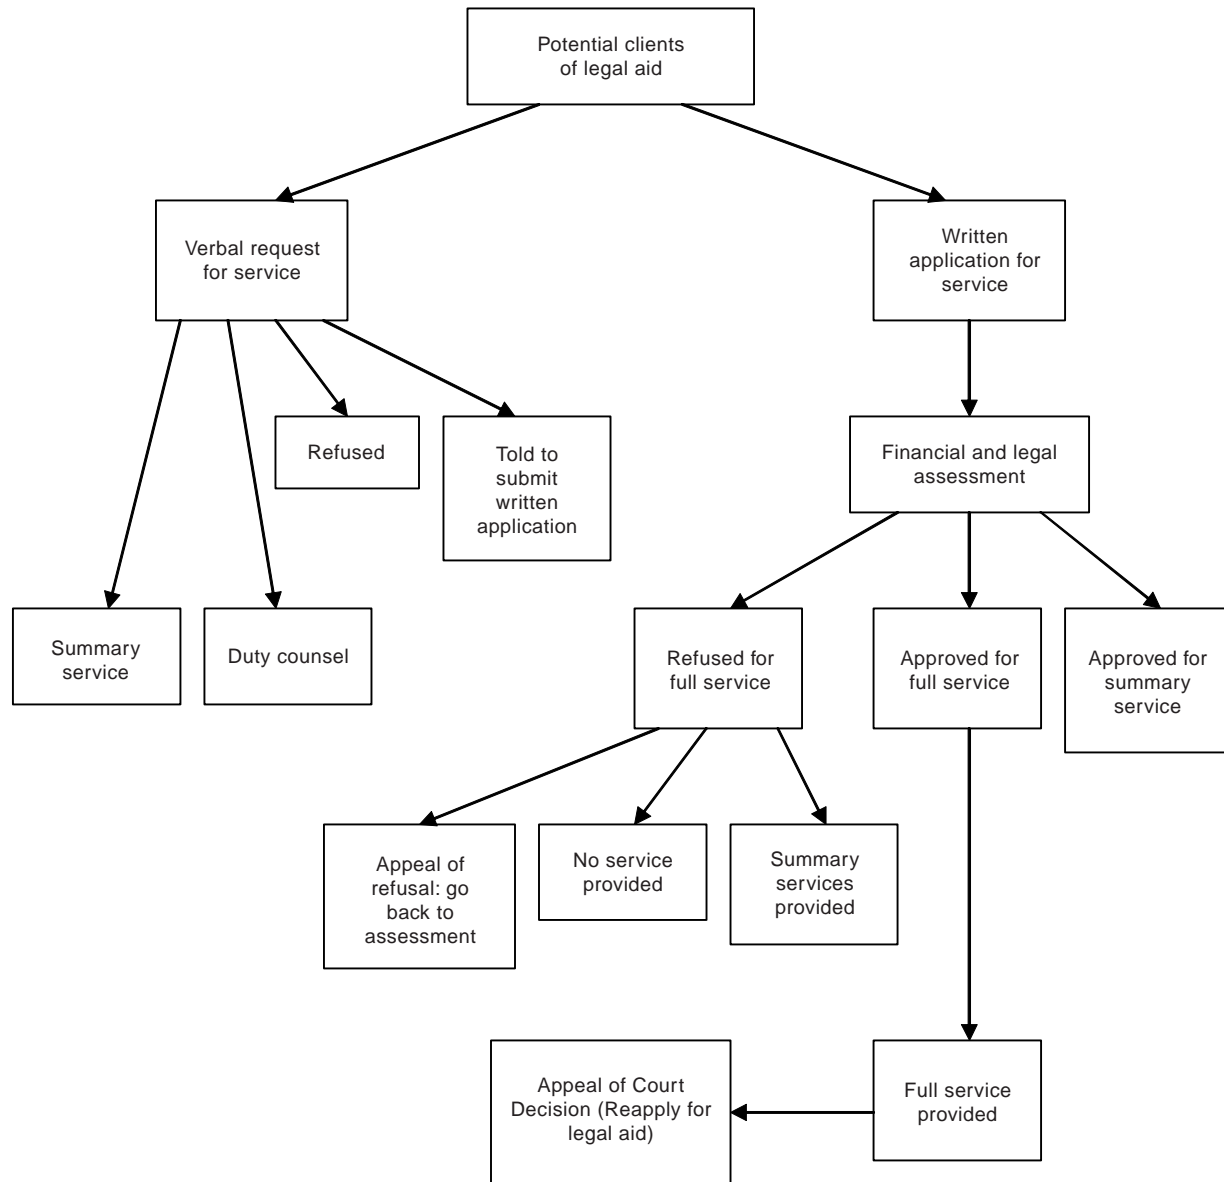 Potential clients
of legal aid
Verbal request
for service
Written
application for
service
Refused
Told to
submit
written
application
Financial and legal
assessment
Summary
service
Duty counsel
Refused for
full service
Approved for
full service
Approved for
summary
service
Appeal of
refusal: go
back to
assessment
No service
provided
Summary
services
provided
Appeal of Court
Decision (Reapply for
legal aid)
Full service
provided